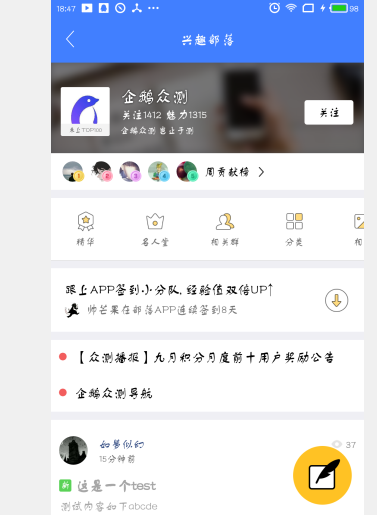 18:47
98
兴趣部落
企鹅众测
关注1412 魅力1315
企鹅众测 岂止于测
关注
周贡献榜
精华
名人堂
相关群
分类
相
跟上APP签到小分队，经验值双倍UP↑
帅芒果在部落APP连续签到8天
【众测播报】九月积分月度前十用户奖励公告
企鹅众测导航
如梦似幻
37
15分钟前
新 这是一个test
测试内容如下abcde